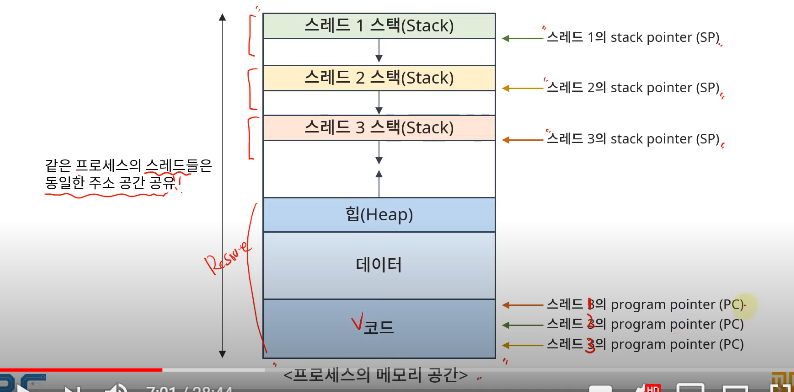 스레드 1 스택(Stack)
스레드 1의 stack pointer (SP)
스레드 2 스택(Stack)
스레드 2의 stack pointer (SP)
스레드 3 스택(Stack)
스레드 3의 stack pointer (SP)
같은 프로세스의 스레드들은
동일한 주소 공간 공유!
힙(Heap)
데이터
V 코드
스레드 1의 program pointer (PC)
스레드 2의 program pointer (PC)
스레드 3의 program pointer (PC)
<프로세스의 메모리 공간>
7:01 / 28:44
HD